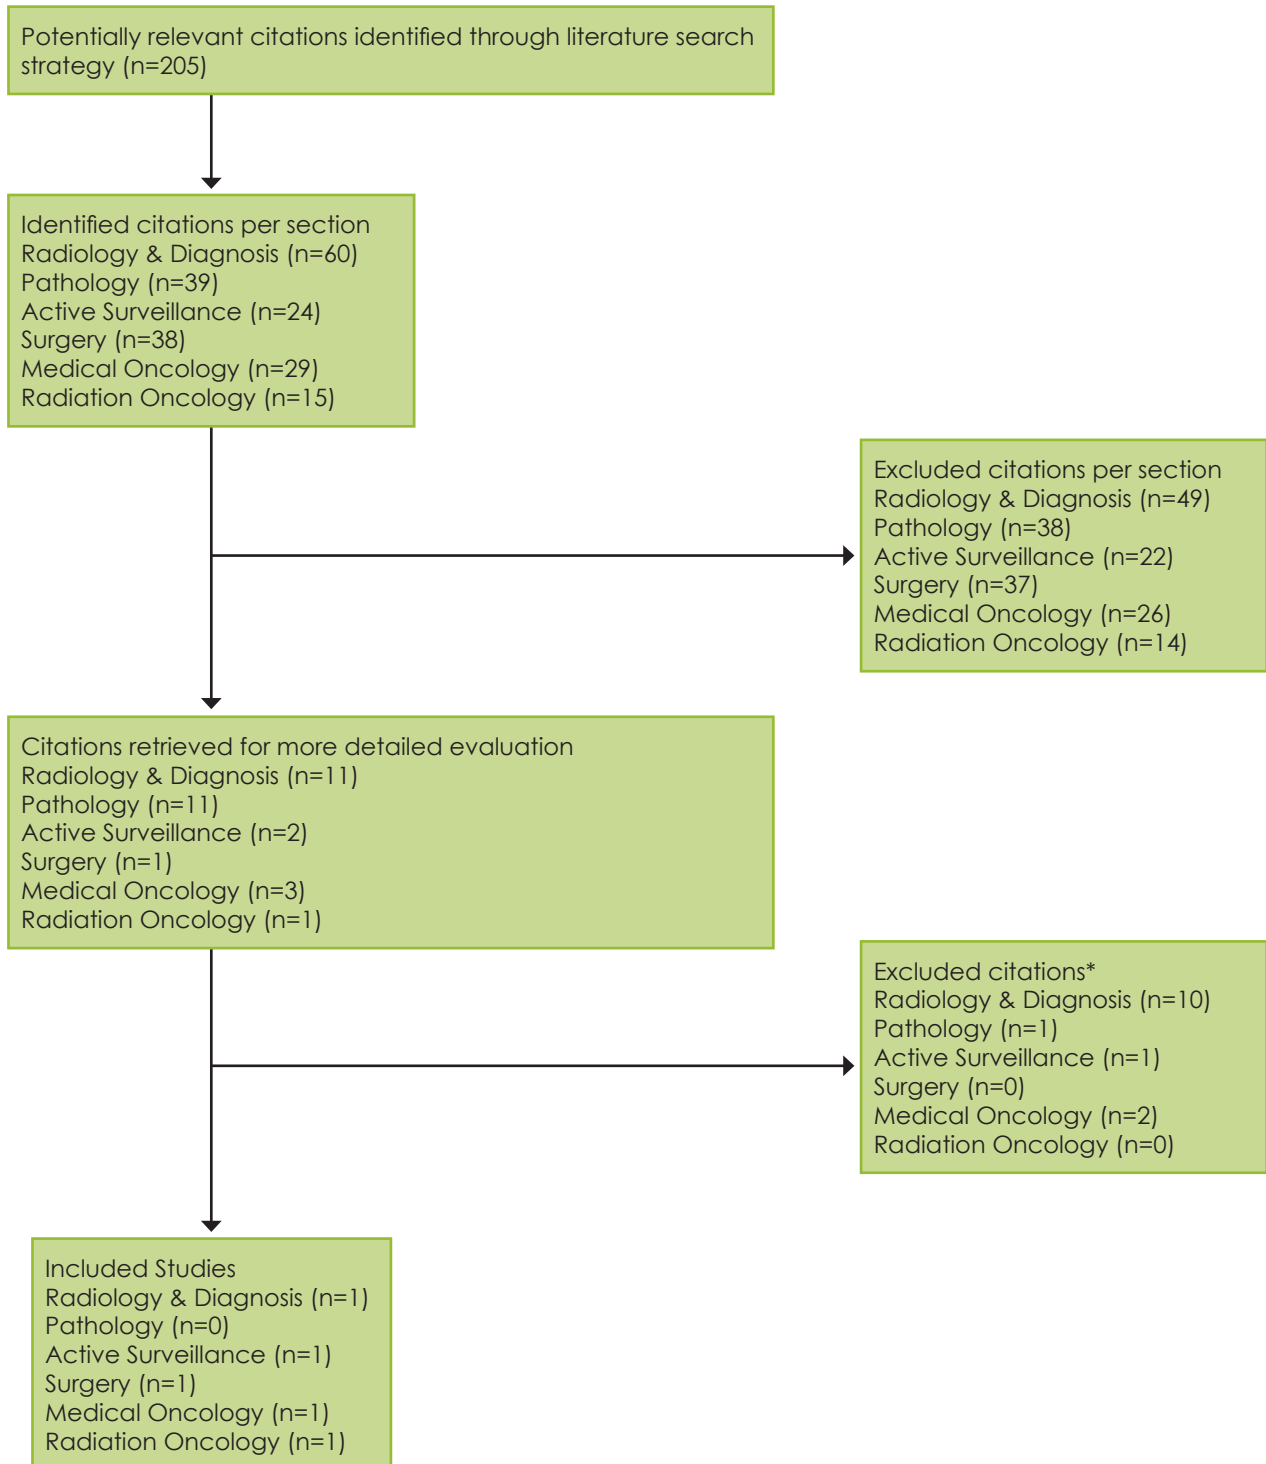 Potentially relevant citations identified through literature search
strategy (n=205)
Identified citations per section
Radiology & Diagnosis (n=60)
Pathology (n=39)
Active Surveillance (n=24)
Surgery (n=38)
Medical Oncology (n=29)
Radiation Oncology (n=15)
Excluded citations per section
Radiology & Diagnosis (n=49)
Pathology (n=38)
Active Surveillance (n=22)
Surgery (n=37)
Medical Oncology (n=26)
Radiation Oncology (n=14)
Citations retrieved for more detailed evaluation
Radiology & Diagnosis (n=11)
Pathology (n=11)
Active Surveillance (n=2)
Surgery (n=1)
Medical Oncology (n=3)
Radiation Oncology (n=1)
Excluded citations*
Radiology & Diagnosis (n=10)
Pathology (n=1)
Active Surveillance (n=1)
Surgery (n=0)
Medical Oncology (n=2)
Radiation Oncology (n=0)
Included Studies
Radiology & Diagnosis (n=1)
Pathology (n=0)
Active Surveillance (n=1)
Surgery (n=1)
Medical Oncology (n=1)
Radiation Oncology (n=1)